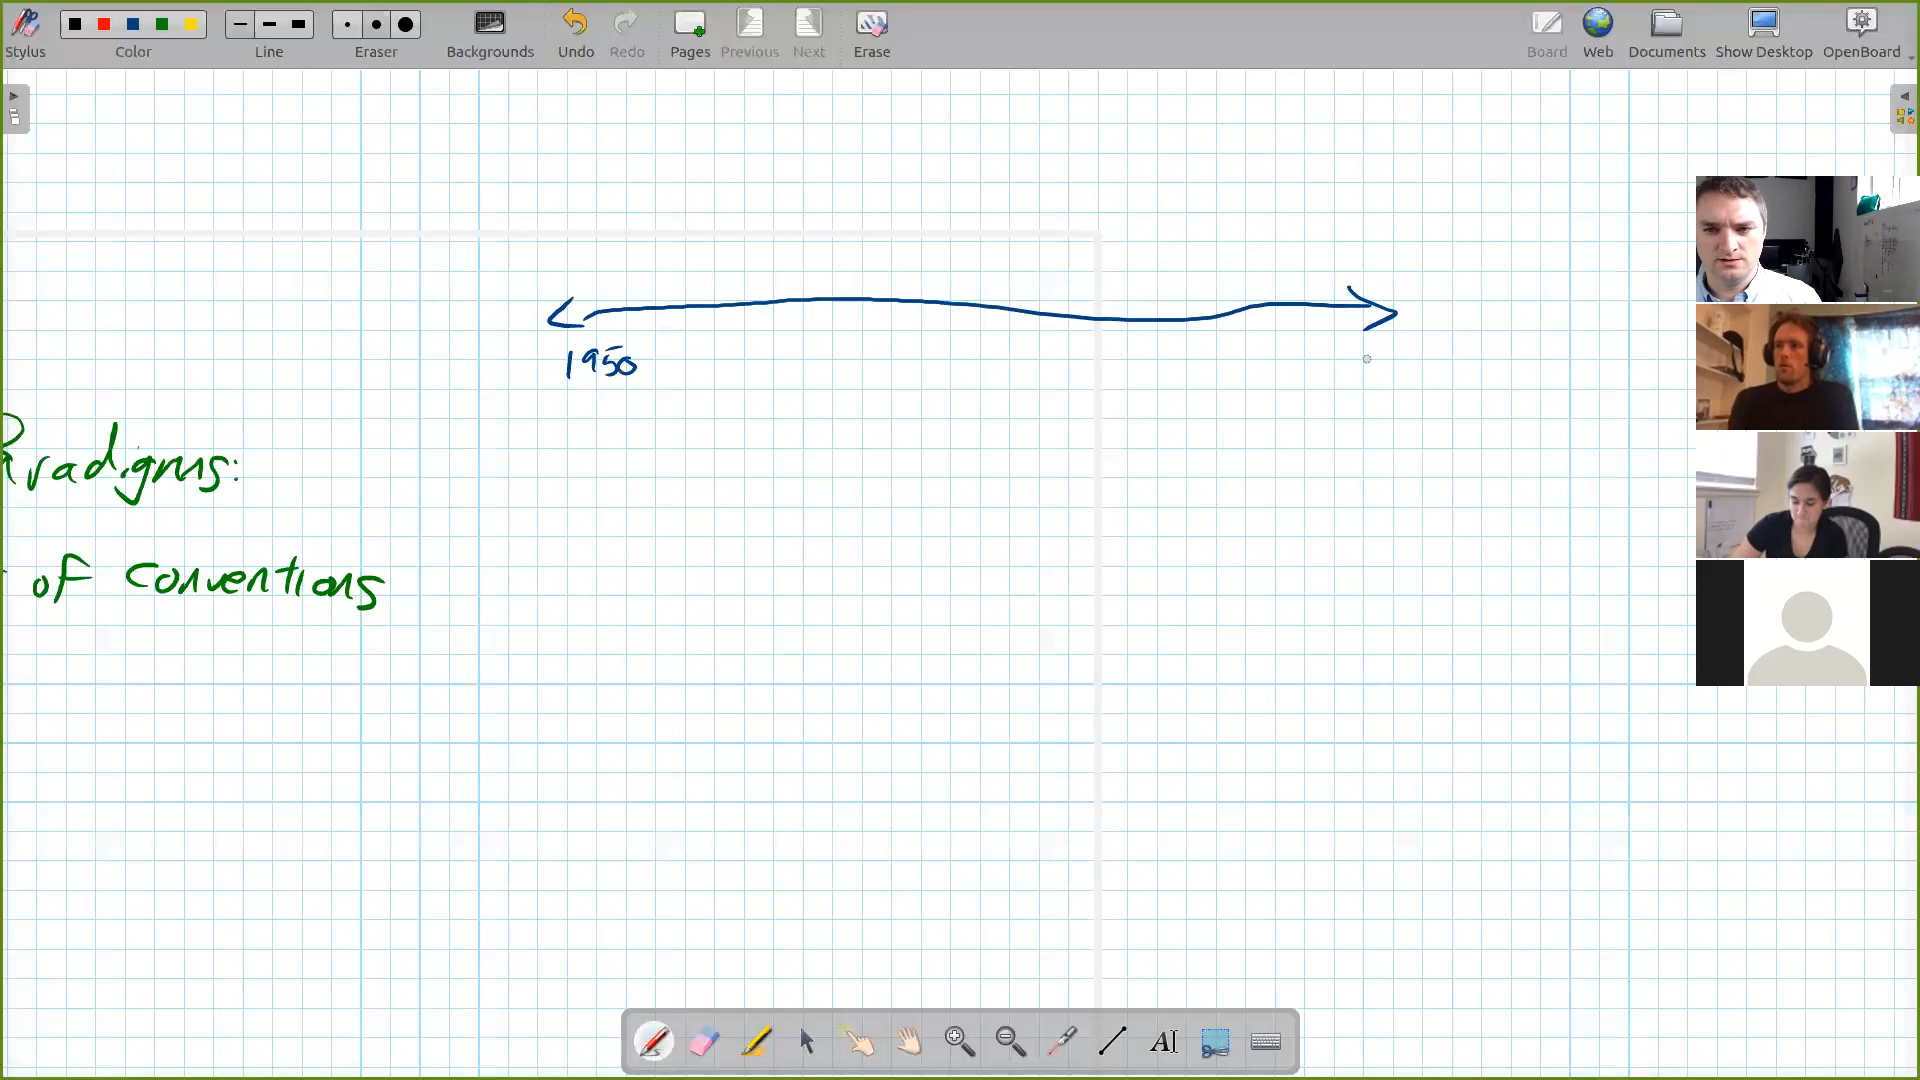 Stylus Color Line Eraser Backgrounds Undo Redo Pages Previous Next Erase Board Web Documents Show Desktop OpenBoard
1950
Paradigms:
of conventions